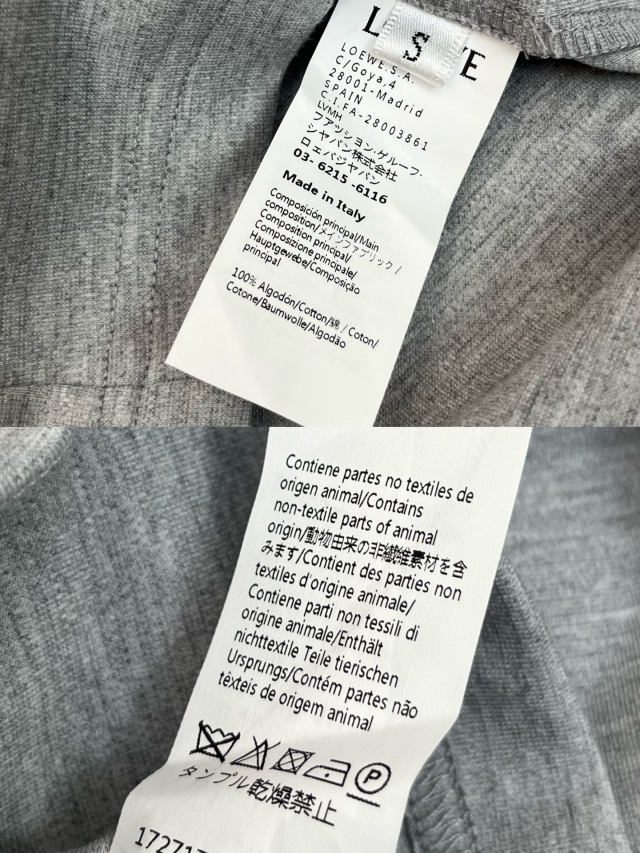 L
S
WE
LOEWE.S.A.
C/Goya,4
28001-Madrid
SPAIN
C.I.FA-28003861
LVMH
ファッション・グループ・
ジャパン株式会社
ロエベジャパン
03- 6215 -6116
Made in Italy
Composición principal/Main
composition/メインファブリック /
Composition principal/
Composizione principale/
Hauptgewebe/Composição
principal
100% Algodón/Cotton/綿 / Coton/
Cotone/Baumwolle/Algodão
Contiene partes no textiles de
origen animal/Contains
non-textile parts of animal
origin/動物由来の非繊維素材を含
みます/Contient des parties non
textiles d'origine animale/
Contiene parti non tessili di
origine animale/Enthält
nichttextile Teile tierischen
Ursprungs/Contém partes não
têxteis de origem animal
P
タンブル乾燥禁止